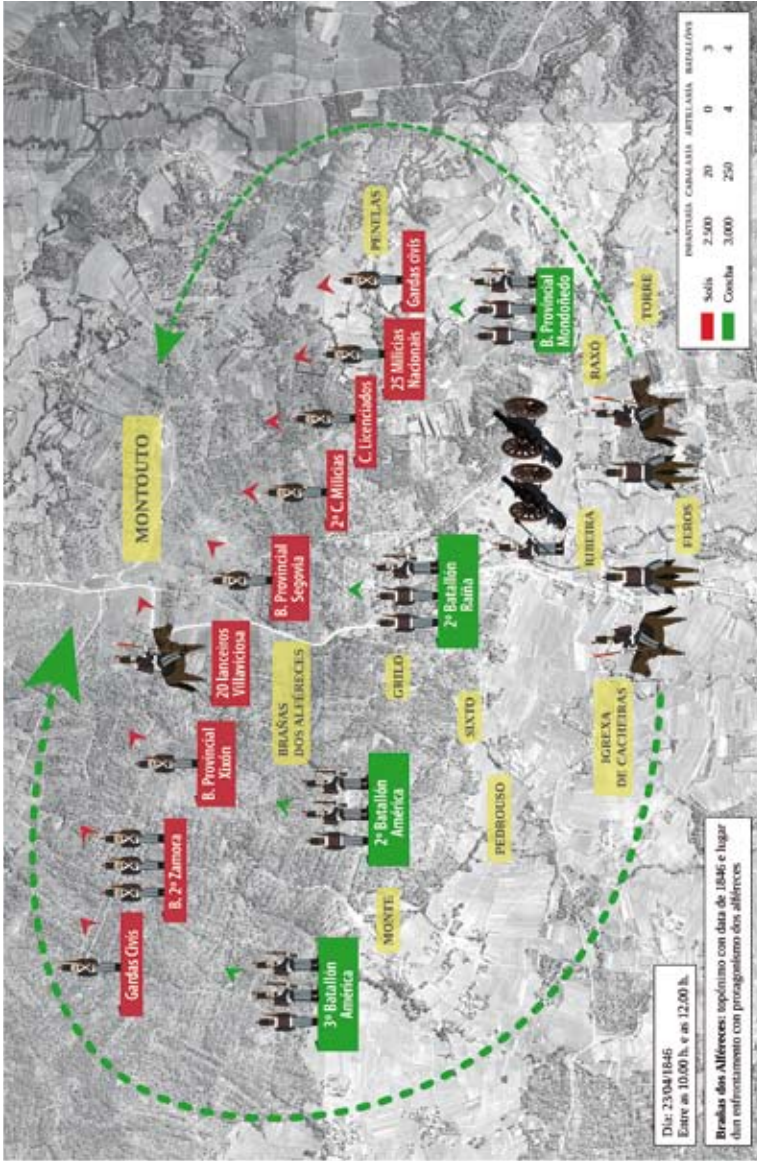 MONTOUTO
PENELAS
Gardas civís
25 Milicias
Nacionais
C. Licenciados
2ª C. Milicias
B. Provincial
Segovia
20 lanceiros
Villaviciosa
B. Provincial
Xixón
B. 2º Zamora
Gardas Civís
BRAÑAS
DOS ALFÉRECES
B. Provincial
Mondoñedo
2º Batallón
Raíña
2º Batallón
América
3º Batallón
América
GRILO
SIXTO
MONTE
PEDROUSO
RIBEIRA
RAXÓ
TORRE
FEROS
IGREXA
DE CACHEIRAS
Día: 23/04/1846
Entre as 10.00 h. e as 12.00 h.
Brañas dos Alféreces: topónimo con data de 1846 e lugar
dun enfrontamento con protagonismo dos alféreces
INFANTARÍA CABALARÍA ARTILLARÍA BATALLÓNS
Solís 2.500 20 0 3
Concha 3.000 250 4 4